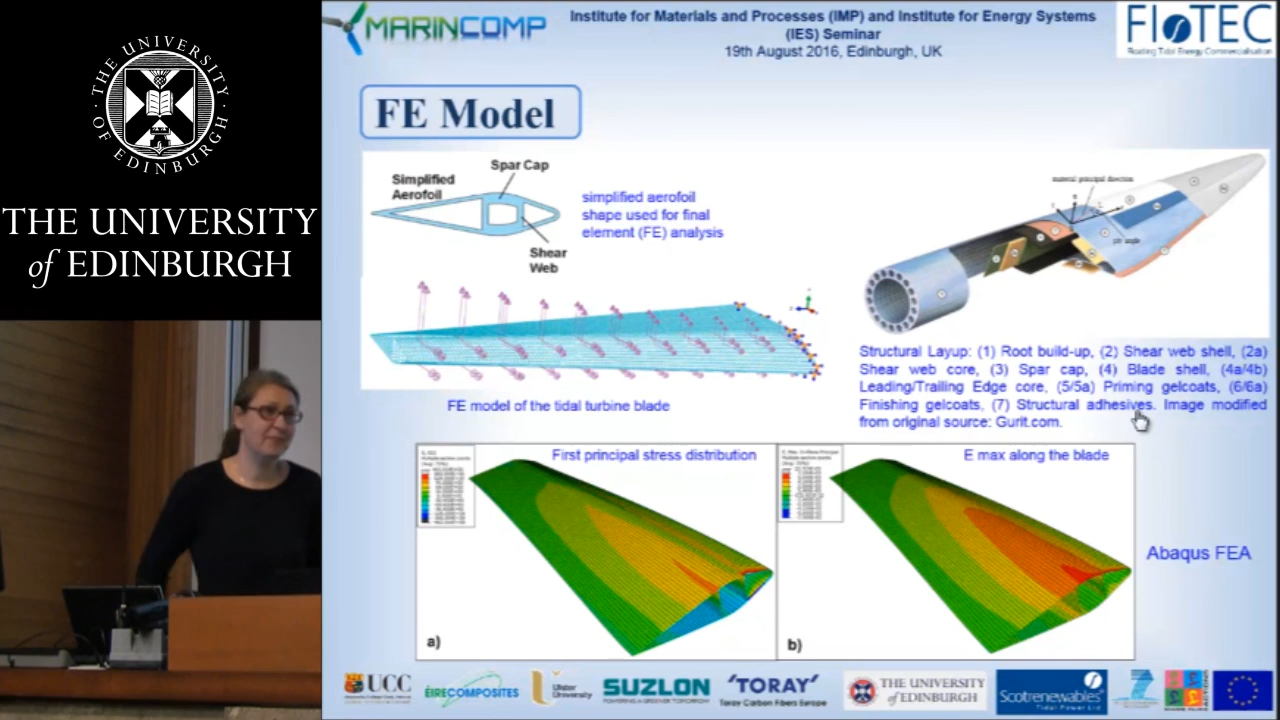 THE UNIVERSITY OF EDINBURGH
THE UNIVERSITY
of EDINBURGH
MARINCOMP
Institute for Materials and Processes (IMP) and Institute for Energy Systems
(IES) Seminar
19th August 2016, Edinburgh, UK
FloTEC
Floating Tidal Energy Commercialisation
FE Model
Spar Cap
Simplified
Aerofoil
Shear
Web
simplified aerofoil
shape used for final
element (FE) analysis
material principal direction
ply angle
FE model of the tidal turbine blade
Structural Layup: (1) Root build-up, (2) Shear web shell, (2a)
Shear web core, (3) Spar cap, (4) Blade shell, (4a/4b)
Leading/Trailing Edge core, (5/5a) Priming gelcoats, (6/6a)
Finishing gelcoats, (7) Structural adhesives. Image modified
from original source: Gurit.com.
First principal stress distribution
a)
E max along the blade
b)
Abaqus FEA
UCC
ÉIRECOMPOSITES
Ulster
University
SUZLON
POWERING A GREENER TOMORROW
'TORAY'
Toray Carbon Fibers Europe
THE UNIVERSITY
of EDINBURGH
Scotrenewables
Tidal Power Ltd